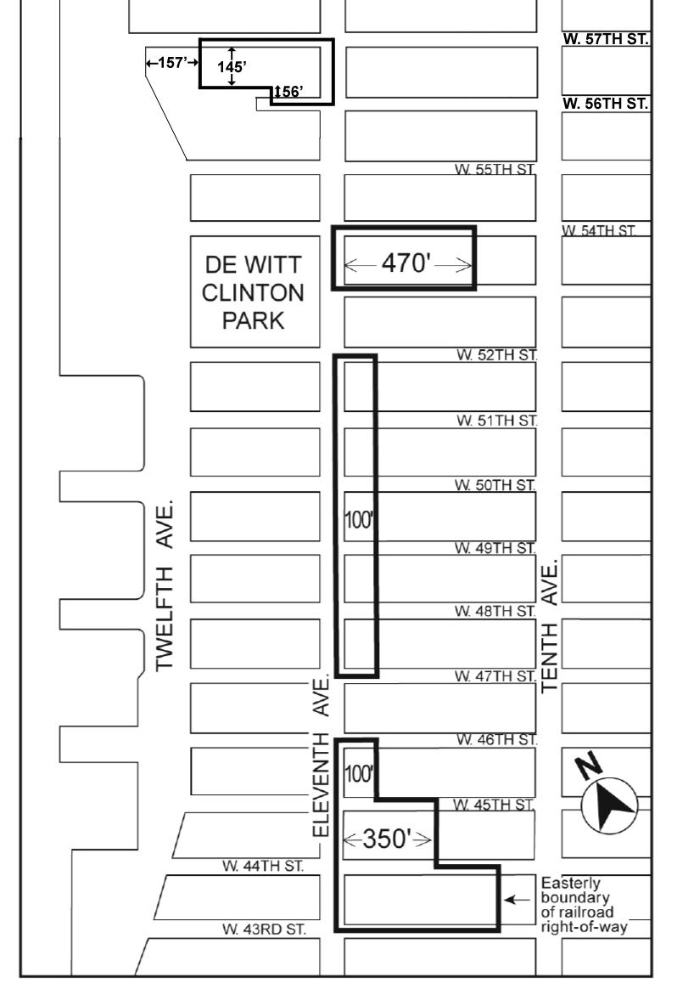 W. 57TH ST.
157'
145'
56'
W. 56TH ST.
W. 55TH ST.
W. 54TH ST.
470'
DE WITT
CLINTON
PARK
W. 52TH ST.
W. 51TH ST.
W. 50TH ST.
100'
W. 49TH ST.
TWELFTH AVE.
TENTH AVE.
W. 48TH ST.
W. 47TH ST.
ELEVENTH AVE.
W. 46TH ST.
N
100'
W. 45TH ST.
350'
W. 44TH ST.
Easterly
boundary
of railroad
right-of-way
W. 43RD ST.